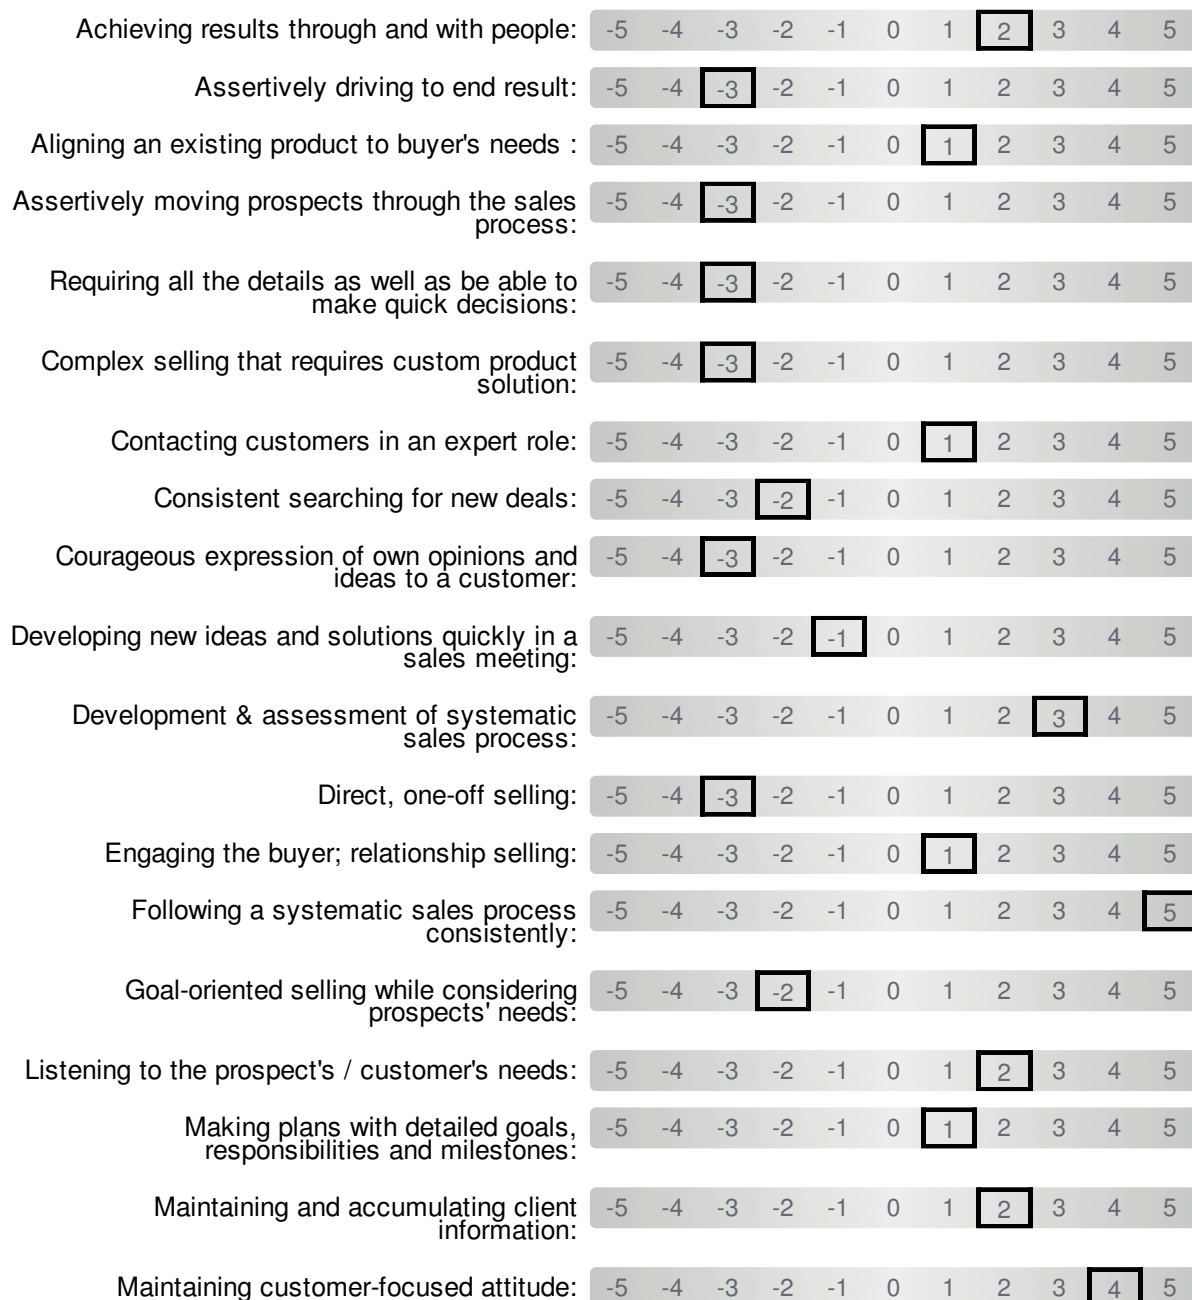 Achieving results through and with people: -5 -4 -3 -2 -1 0 1 2 3 4 5
Assertively driving to end result: -5 -4 -3 -2 -1 0 1 2 3 4 5
Aligning an existing product to buyer's needs : -5 -4 -3 -2 -1 0 1 2 3 4 5
Assertively moving prospects through the sales -5 -4 -3 -2 -1 0 1 2 3 4 5
process:
Requiring all the details as well as be able to -5 -4 -3 -2 -1 0 1 2 3 4 5
make quick decisions:
Complex selling that requires custom product -5 -4 -3 -2 -1 0 1 2 3 4 5
solution:
Contacting customers in an expert role: -5 -4 -3 -2 -1 0 1 2 3 4 5
Consistent searching for new deals: -5 -4 -3 -2 -1 0 1 2 3 4 5
Courageous expression of own opinions and -5 -4 -3 -2 -1 0 1 2 3 4 5
ideas to a customer:
Developing new ideas and solutions quickly in a -5 -4 -3 -2 -1 0 1 2 3 4 5
sales meeting:
Development & assessment of systematic -5 -4 -3 -2 -1 0 1 2 3 4 5
sales process:
Direct, one-off selling: -5 -4 -3 -2 -1 0 1 2 3 4 5
Engaging the buyer; relationship selling: -5 -4 -3 -2 -1 0 1 2 3 4 5
Following a systematic sales process -5 -4 -3 -2 -1 0 1 2 3 4 5
consistently:
Goal-oriented selling while considering -5 -4 -3 -2 -1 0 1 2 3 4 5
prospects' needs:
Listening to the prospect's / customer's needs: -5 -4 -3 -2 -1 0 1 2 3 4 5
Making plans with detailed goals, -5 -4 -3 -2 -1 0 1 2 3 4 5
responsibilities and milestones:
Maintaining and accumulating client -5 -4 -3 -2 -1 0 1 2 3 4 5
information:
Maintaining customer-focused attitude: -5 -4 -3 -2 -1 0 1 2 3 4 5